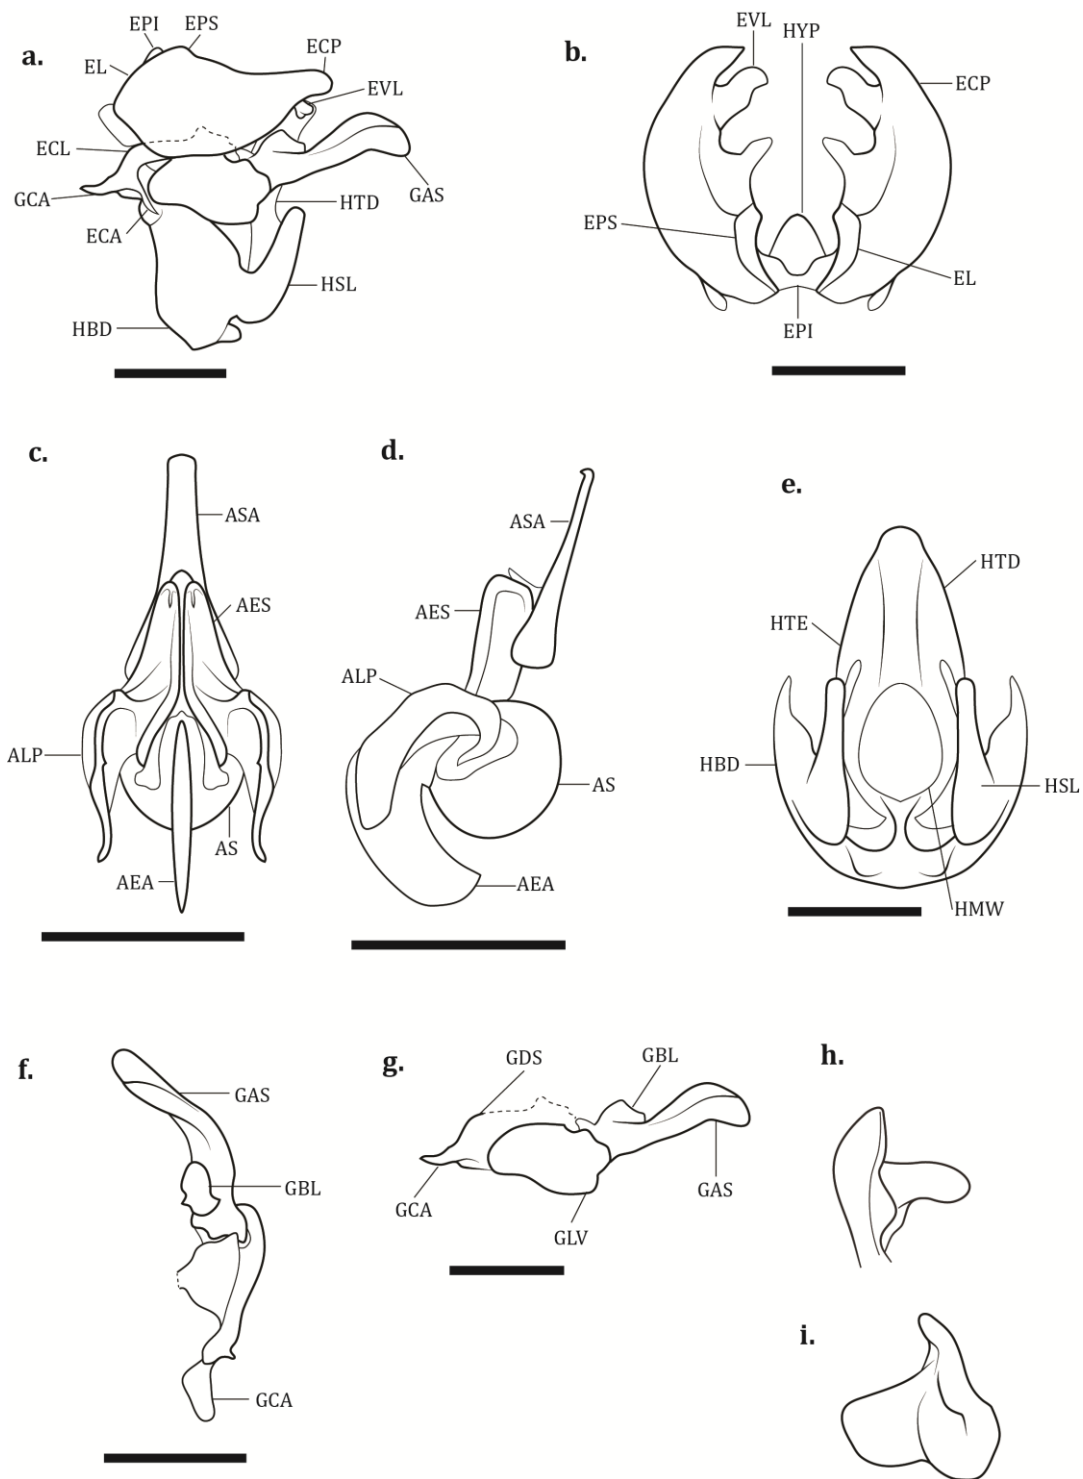 a.
EPI
EPS
EL
ECP
EVL
ECL
GCA
ECA
HTD
GAS
HSL
HBD
b.
EVL
HYP
ECP
EPS
EL
EPI
c.
ASA
AES
ALP
AS
AEA
d.
ASA
AES
ALP
AS
AEA
e.
HTD
HTE
HBD
HSL
HMW
f.
GAS
GBL
GCA
g.
GDS
GBL
GCA
GLV
GAS
h.
i.